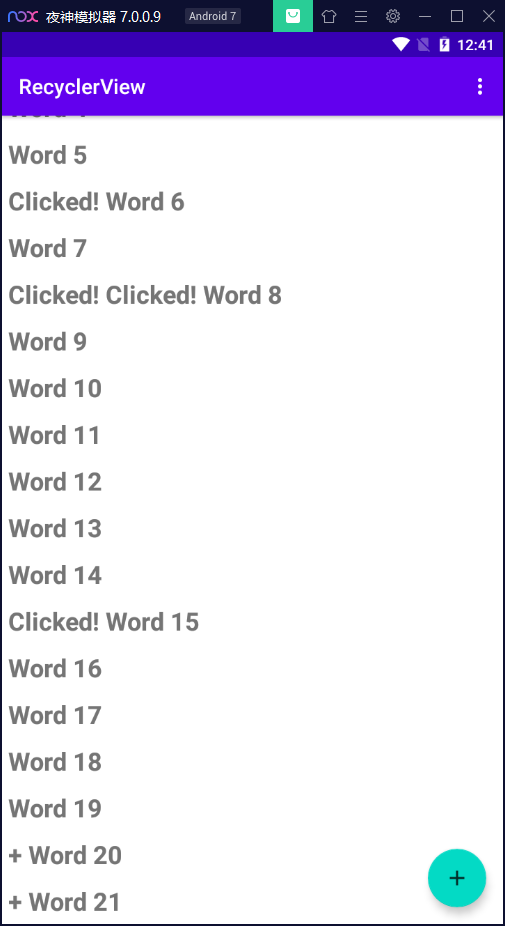 nox 夜神模拟器 7.0.0.9 Android 7
12:41
RecyclerView
Word 5
Clicked! Word 6
Word 7
Clicked! Clicked! Word 8
Word 9
Word 10
Word 11
Word 12
Word 13
Word 14
Clicked! Word 15
Word 16
Word 17
Word 18
Word 19
+ Word 20
+ Word 21
+